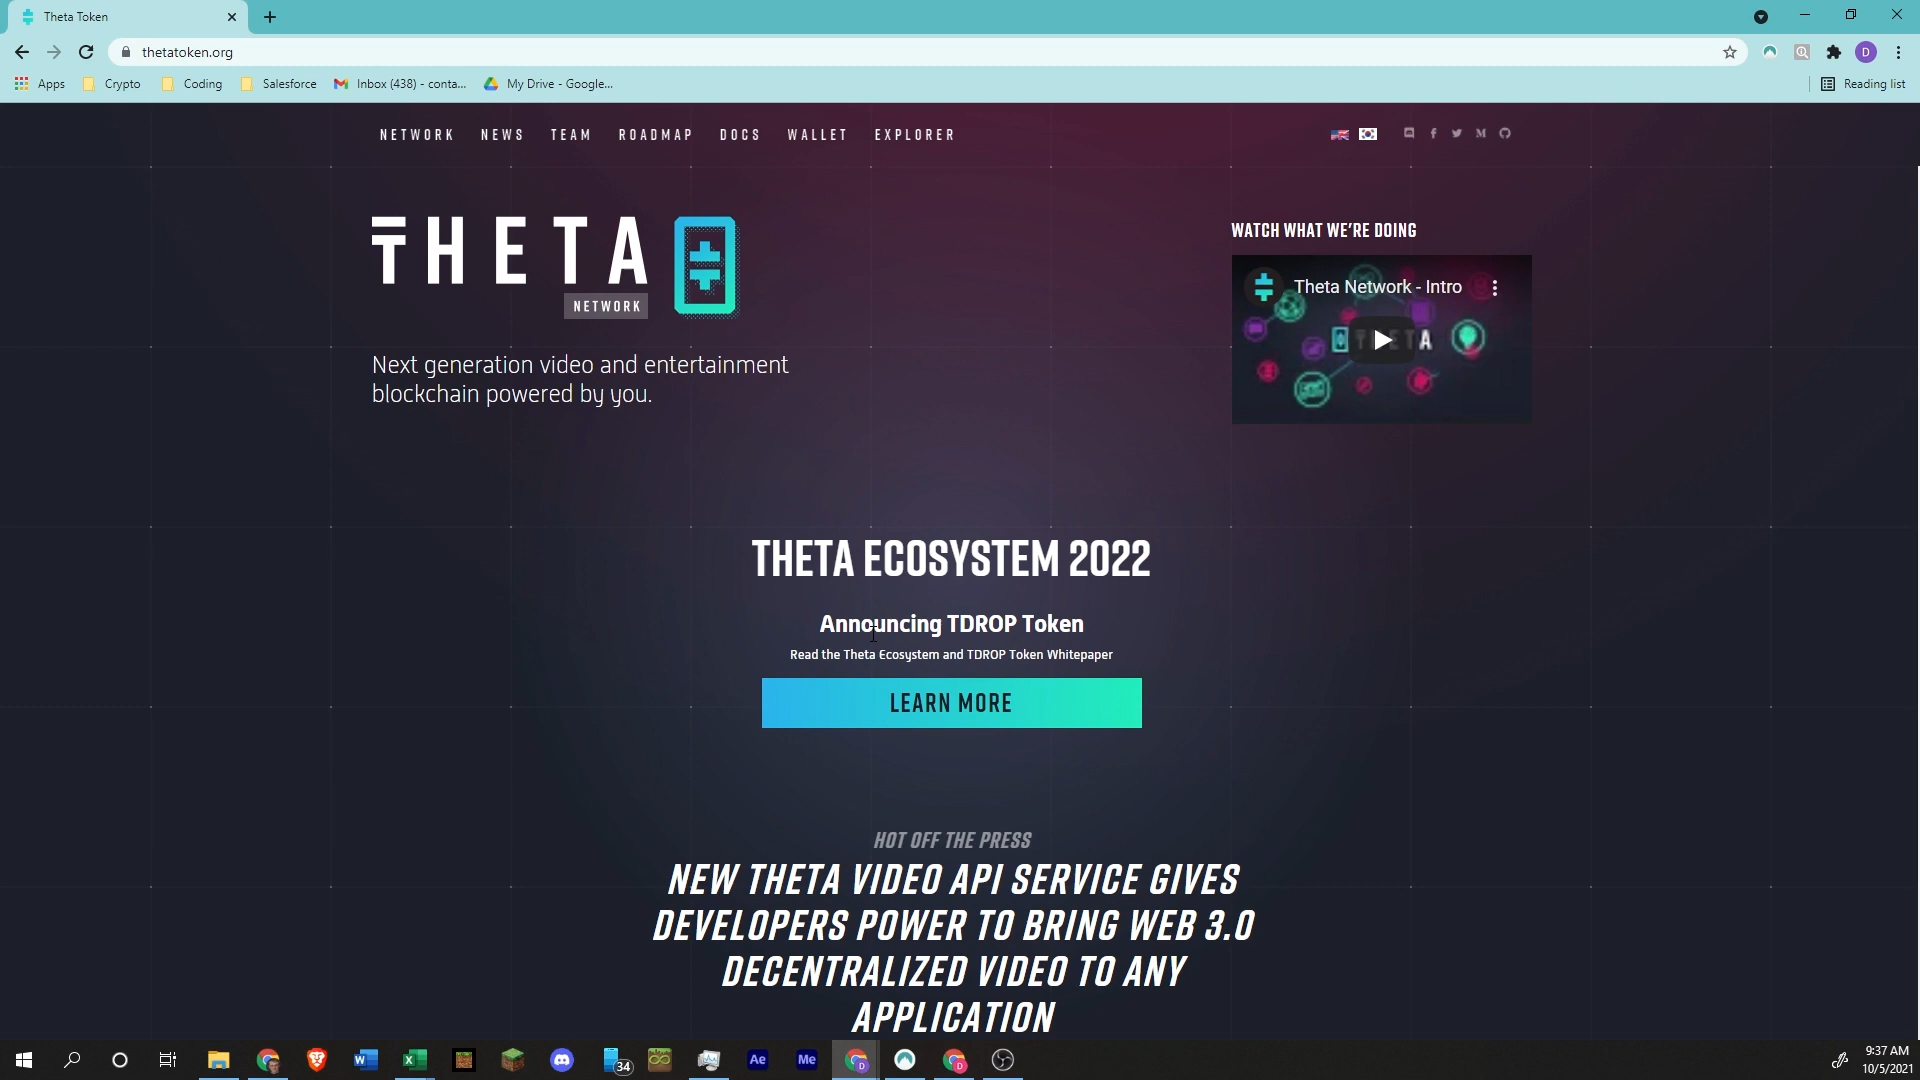 Theta Token
thetatoken.org
D
Apps
Crypto
Coding
Salesforce
Inbox (438) - conta...
My Drive - Google...
Reading list
NETWORK
NEWS
TEAM
ROADMAP
DOCS
WALLET
EXPLORER
THETA
NETWORK
Next generation video and entertainment
blockchain powered by you.
WATCH WHAT WE'RE DOING
Theta Network - Intro
THETA ECOSYSTEM 2022
Announcing TDROP Token
Read the Theta Ecosystem and TDROP Token Whitepaper
LEARN MORE
HOT OFF THE PRESS
NEW THETA VIDEO API SERVICE GIVES
DEVELOPERS POWER TO BRING WEB 3.0
DECENTRALIZED VIDEO TO ANY
APPLICATION
34
Ae
Me
D
D
9:37 AM
10/5/2021